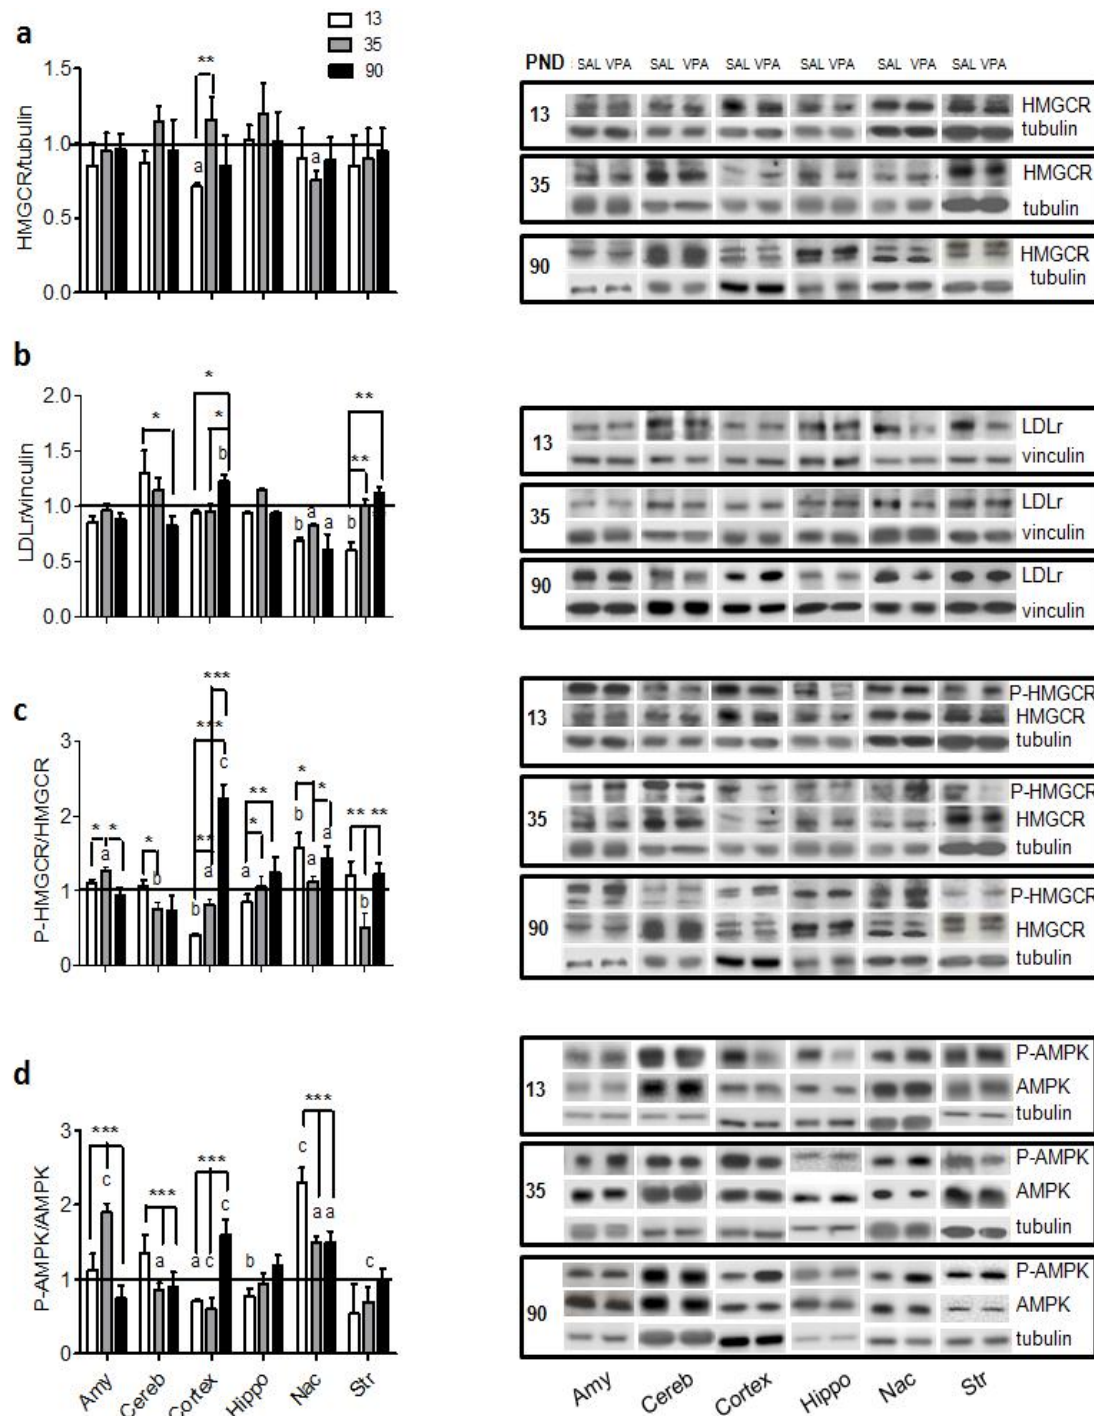 a
13
35
90
**
1.5
1.0
0.5
0.0
HMGCR/tubulin
a
a
PND SAL VPA SAL VPA SAL VPA SAL VPA SAL VPA SAL VPA
13
HMGCR
tubulin
35
HMGCR
tubulin
90
HMGCR
tubulin
b
2.0
1.5
1.0
0.5
0.0
LDLr/vinculin
*
*
*
b
**
**
b a a b
13
LDLr
vinculin
35
LDLr
vinculin
90
LDLr
vinculin
c
3
2
1
0
P-HMGCR/HMGCR
***
***
c
* * * ** * ** * * ** **
a b b a a b a a b
13
P-HMGCR
HMGCR
tubulin
35
P-HMGCR
HMGCR
tubulin
90
P-HMGCR
HMGCR
tubulin
d
3
2
1
0
P-AMPK/AMPK
*** *** *** ***
c a a c c b c a a c
13
P-AMPK
AMPK
tubulin
35
P-AMPK
AMPK
tubulin
90
P-AMPK
AMPK
tubulin
Amy Cereb Cortex Hippo Nac Str
Amy Cereb Cortex Hippo Nac Str